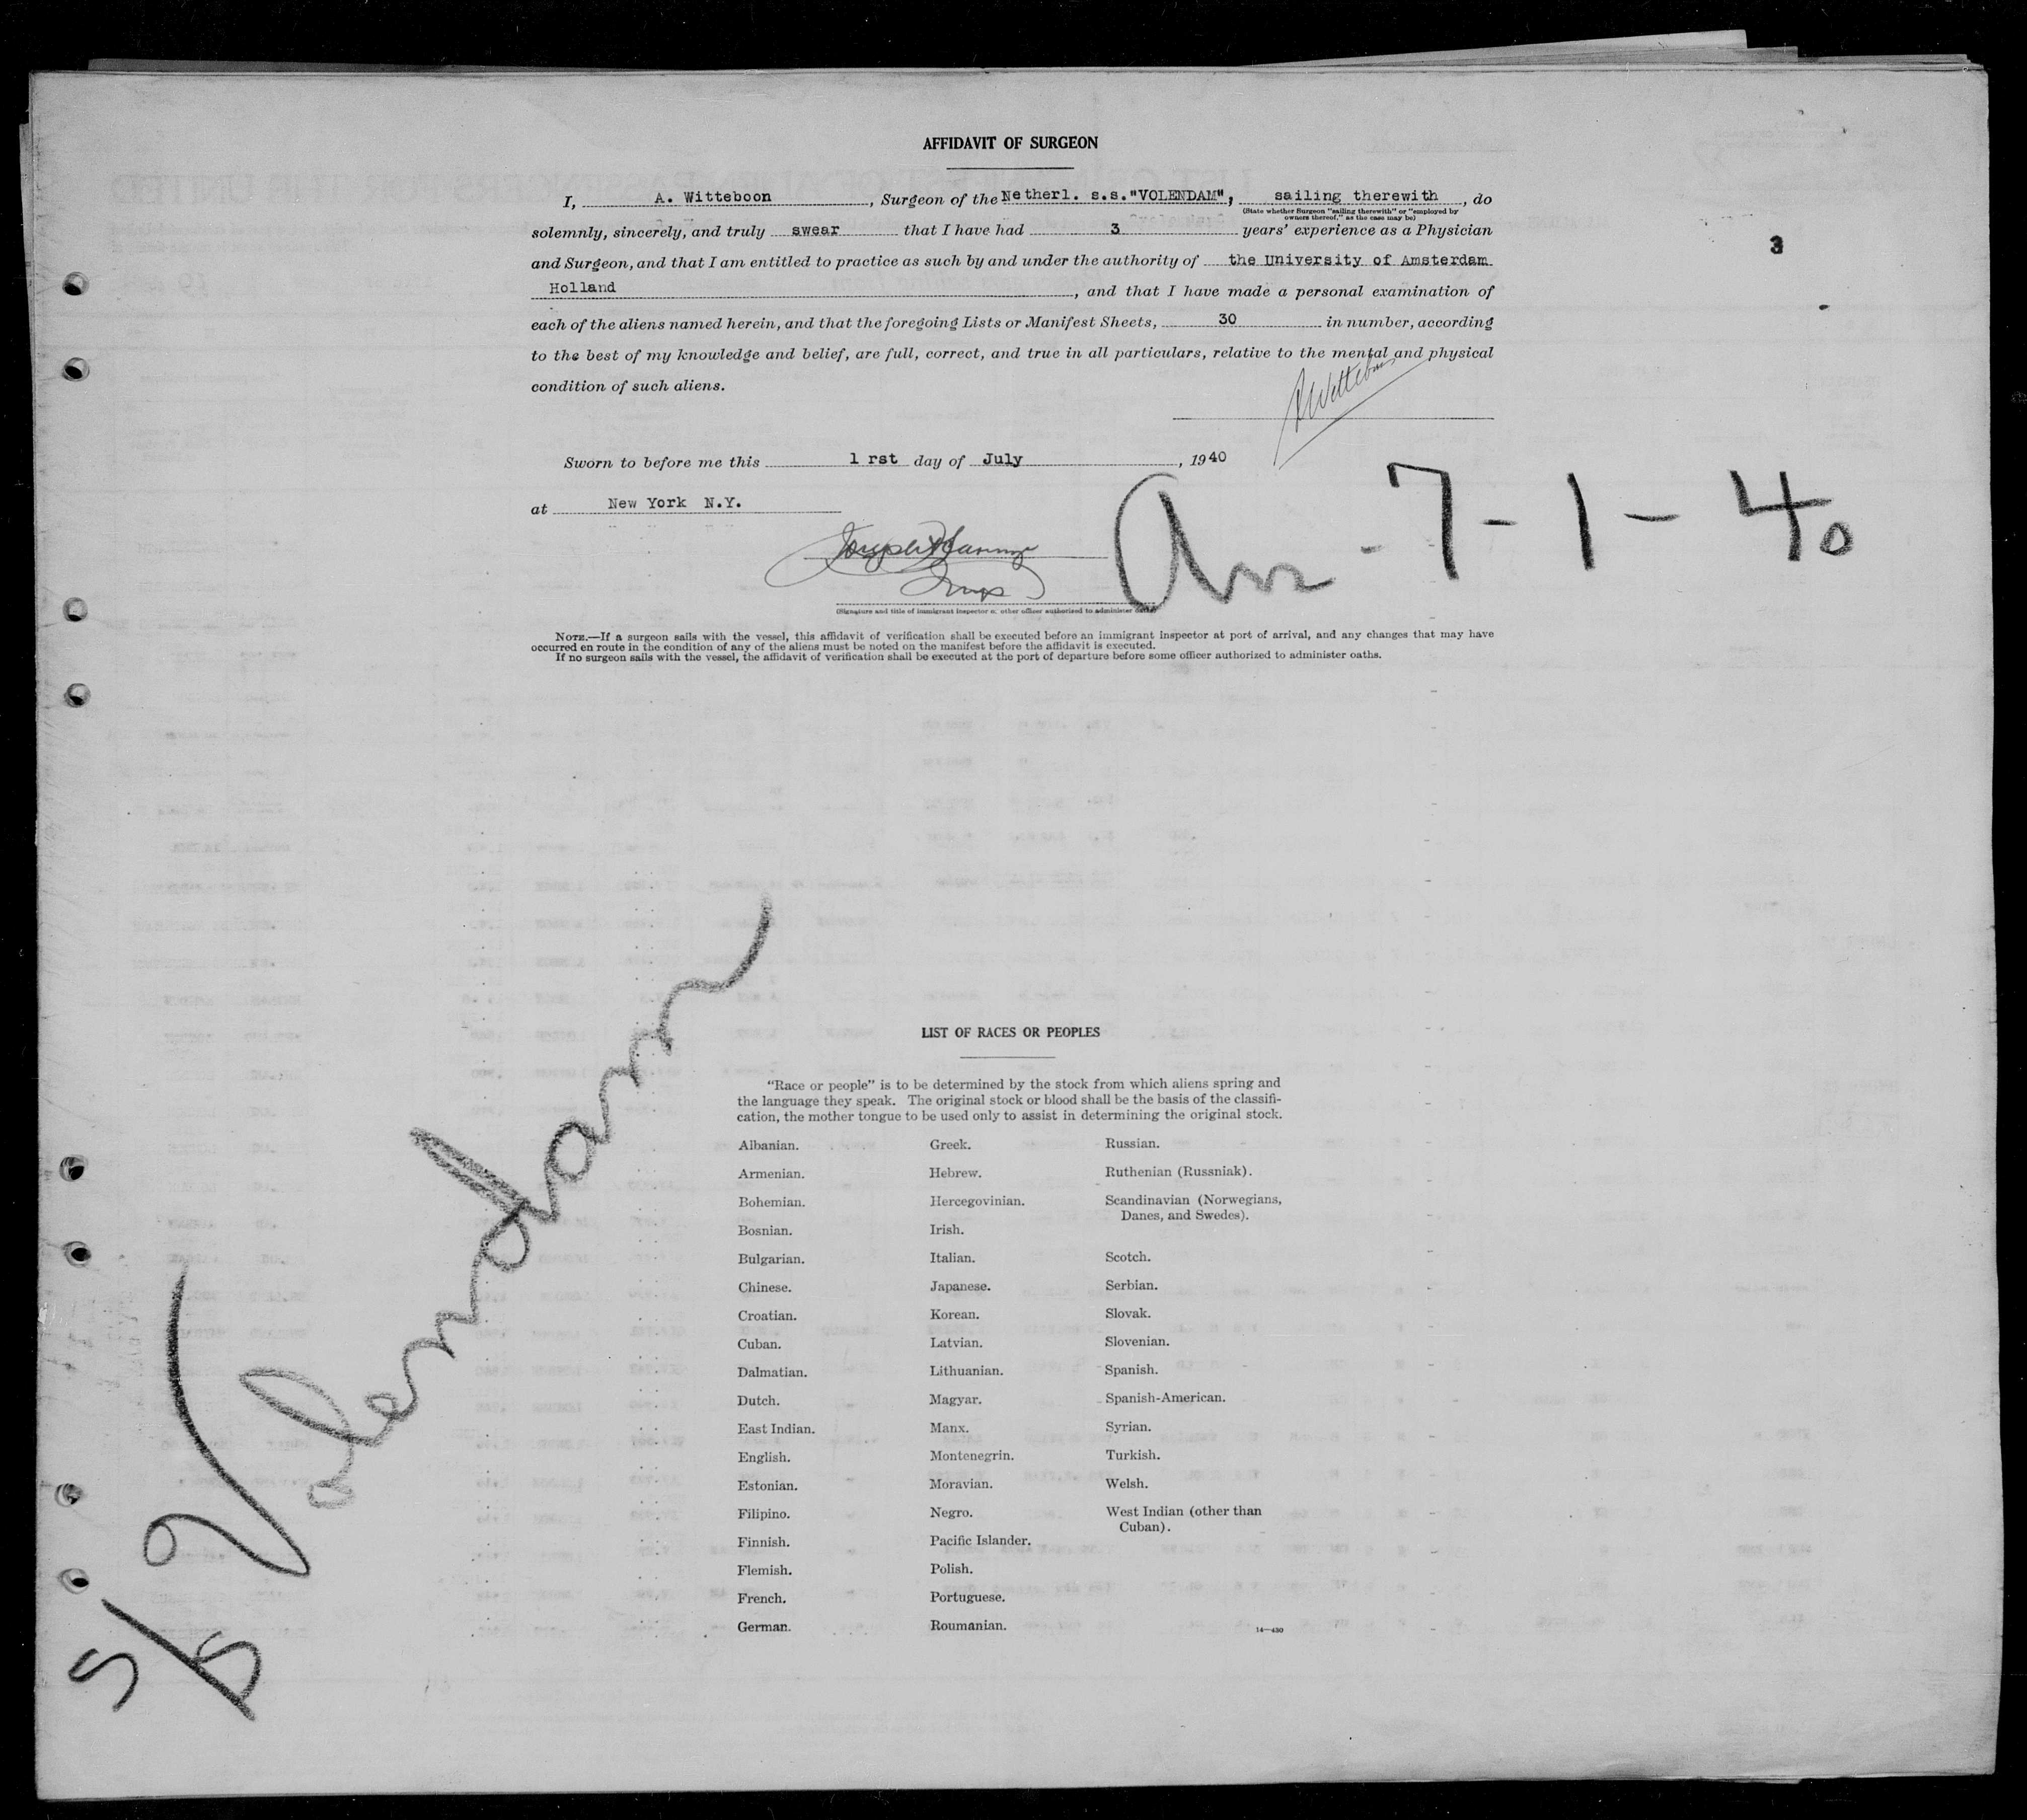 AFFIDAVIT OF SURGEON
I, A. Witteboon, Surgeon of the Netherl. s.s."VOLENDAM", sailing therewith, do
(State whether Surgeon "sailing therewith" or "employed by
owners thereof," as the case may be)
solemnly, sincerely, and truly swear that I have had 3 years' experience as a Physician
3
and Surgeon, and that I am entitled to practice as such by and under the authority of the University of Amsterdam
Holland, and that I have made a personal examination of
each of the aliens named herein, and that the foregoing Lists or Manifest Sheets, 30 in number, according
to the best of my knowledge and belief, are full, correct, and true in all particulars, relative to the mental and physical
condition of such aliens.
Sworn to before me this 1 rst day of July, 1940
at New York N.Y.
Arr - 7-1-40
(Signature and title of immigrant inspector or other officer authorized to administer oaths)
NOTE.—If a surgeon sails with the vessel, this affidavit of verification shall be executed before an immigrant inspector at port of arrival, and any changes that may have
occurred en route in the condition of any of the aliens must be noted on the manifest before the affidavit is executed.
If no surgeon sails with the vessel, the affidavit of verification shall be executed at the port of departure before some officer authorized to administer oaths.
S/S Volendam
LIST OF RACES OR PEOPLES
"Race or people" is to be determined by the stock from which aliens spring and
the language they speak. The original stock or blood shall be the basis of the classifi-
cation, the mother tongue to be used only to assist in determining the original stock.
Albanian.
Armenian.
Bohemian.
Bosnian.
Bulgarian.
Chinese.
Croatian.
Cuban.
Dalmatian.
Dutch.
East Indian.
English.
Estonian.
Filipino.
Finnish.
Flemish.
French.
German.
Greek.
Hebrew.
Hercegovinian.
Irish.
Italian.
Japanese.
Korean.
Latvian.
Lithuanian.
Magyar.
Manx.
Montenegrin.
Moravian.
Negro.
Pacific Islander.
Polish.
Portuguese.
Roumanian.
Russian.
Ruthenian (Russniak).
Scandinavian (Norwegians,
Danes, and Swedes).
Scotch.
Serbian.
Slovak.
Slovenian.
Spanish.
Spanish-American.
Syrian.
Turkish.
Welsh.
West Indian (other than
Cuban).
14—430